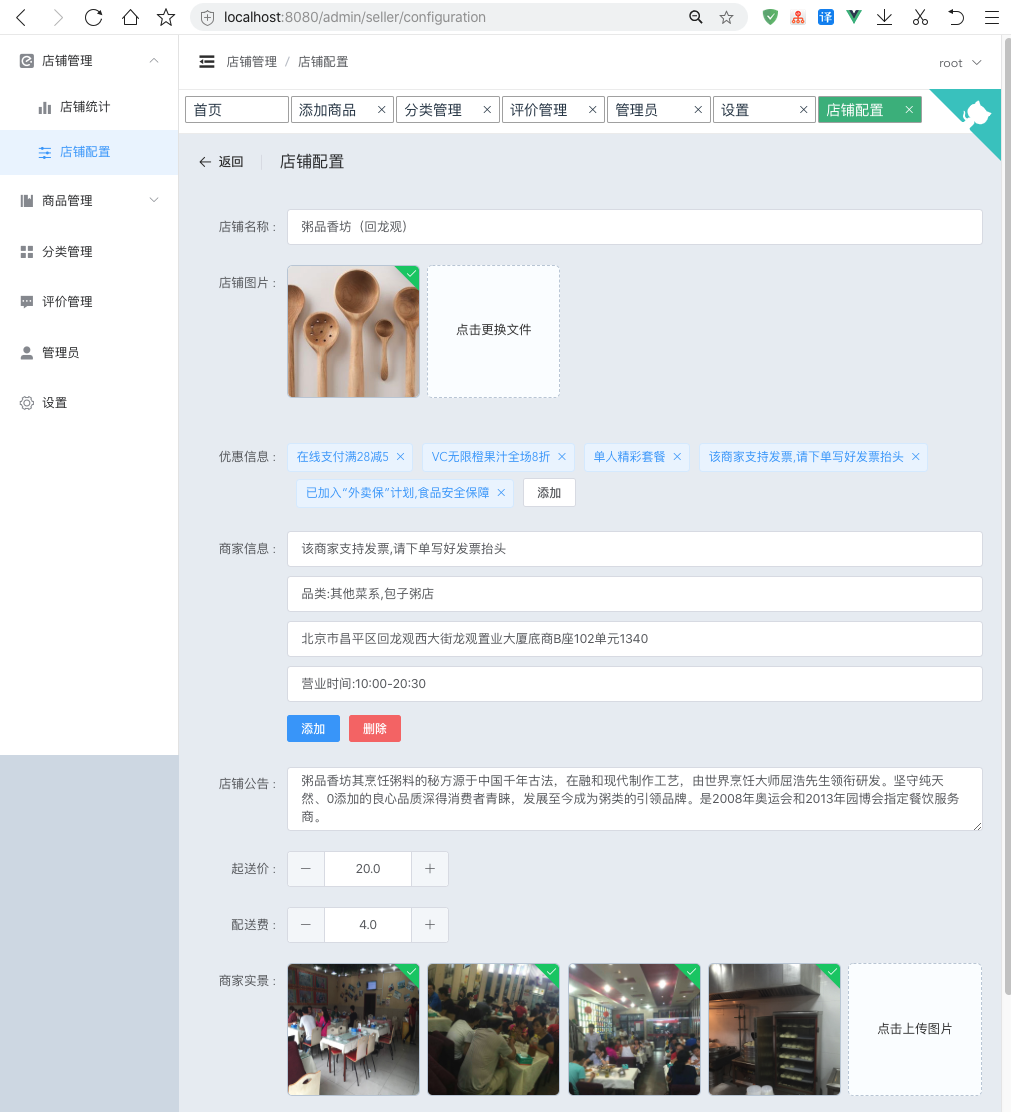 localhost:8080/admin/seller/configuration
译
店铺管理
店铺统计
店铺配置
商品管理
分类管理
评价管理
管理员
设置
店铺管理 / 店铺配置
root
首页 添加商品 × 分类管理 × 评价管理 × 管理员 × 设置 × 店铺配置 ×
返回 店铺配置
店铺名称 : 粥品香坊（回龙观）
店铺图片 :
点击更换文件
优惠信息 : 在线支付满28减5 × VC无限橙果汁全场8折 × 单人精彩套餐 × 该商家支持发票,请下单写好发票抬头 ×
已加入“外卖保”计划,食品安全保障 × 添加
商家信息 : 该商家支持发票,请下单写好发票抬头
品类:其他菜系,包子粥店
北京市昌平区回龙观西大街龙观置业大厦底商B座102单元1340
营业时间:10:00-20:30
添加 删除
店铺公告 : 粥品香坊其烹饪粥料的秘方源于中国千年古法，在融和现代制作工艺，由世界烹饪大师屈浩先生领衔研发。坚守纯天
然、0添加的良心品质深得消费者青睐，发展至今成为粥类的引领品牌。是2008年奥运会和2013年园博会指定餐饮服务
商。
起送价 : － 20.0 ＋
配送费 : － 4.0 ＋
商家实景 :
点击上传图片